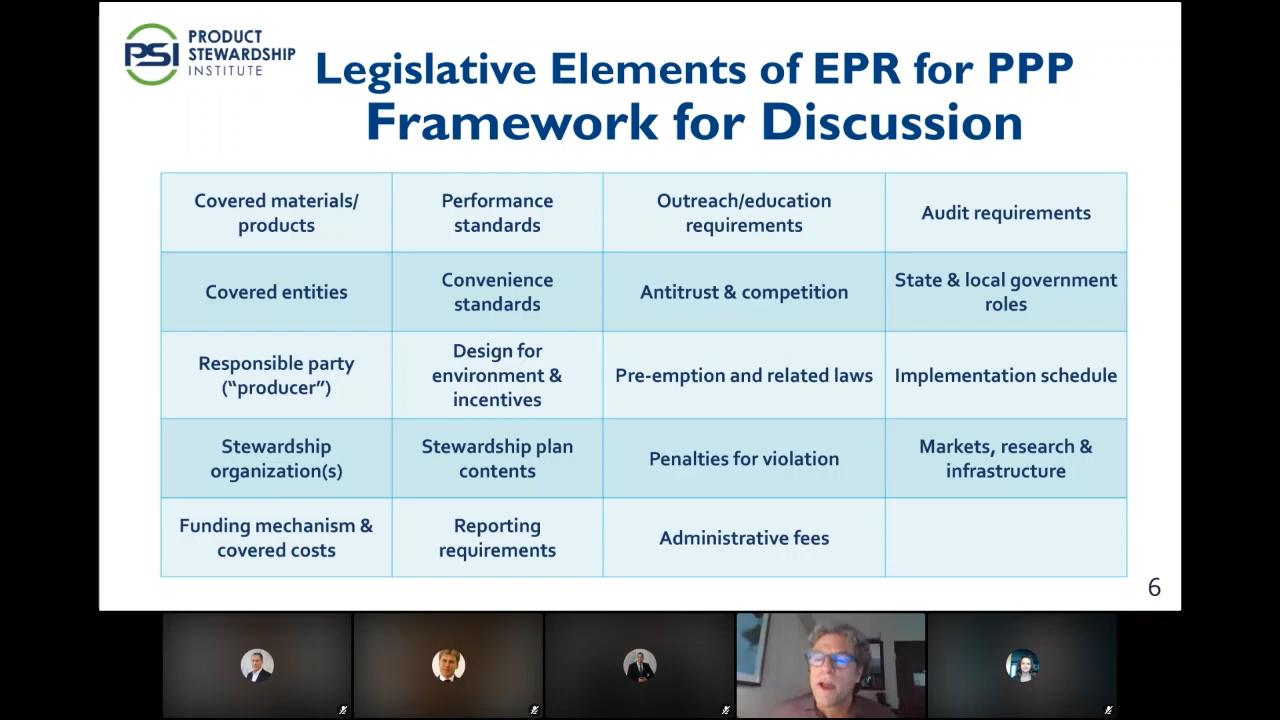 PSI
PRODUCT
STEWARDSHIP
INSTITUTE
Legislative Elements of EPR for PPP
Framework for Discussion
Covered materials/
products
Performance
standards
Outreach/education
requirements
Audit requirements
Covered entities
Convenience
standards
Antitrust & competition
State & local government
roles
Responsible party
(“producer”)
Design for
environment &
incentives
Pre-emption and related laws
Implementation schedule
Stewardship
organization(s)
Stewardship plan
contents
Penalties for violation
Markets, research &
infrastructure
Funding mechanism &
covered costs
Reporting
requirements
Administrative fees
6